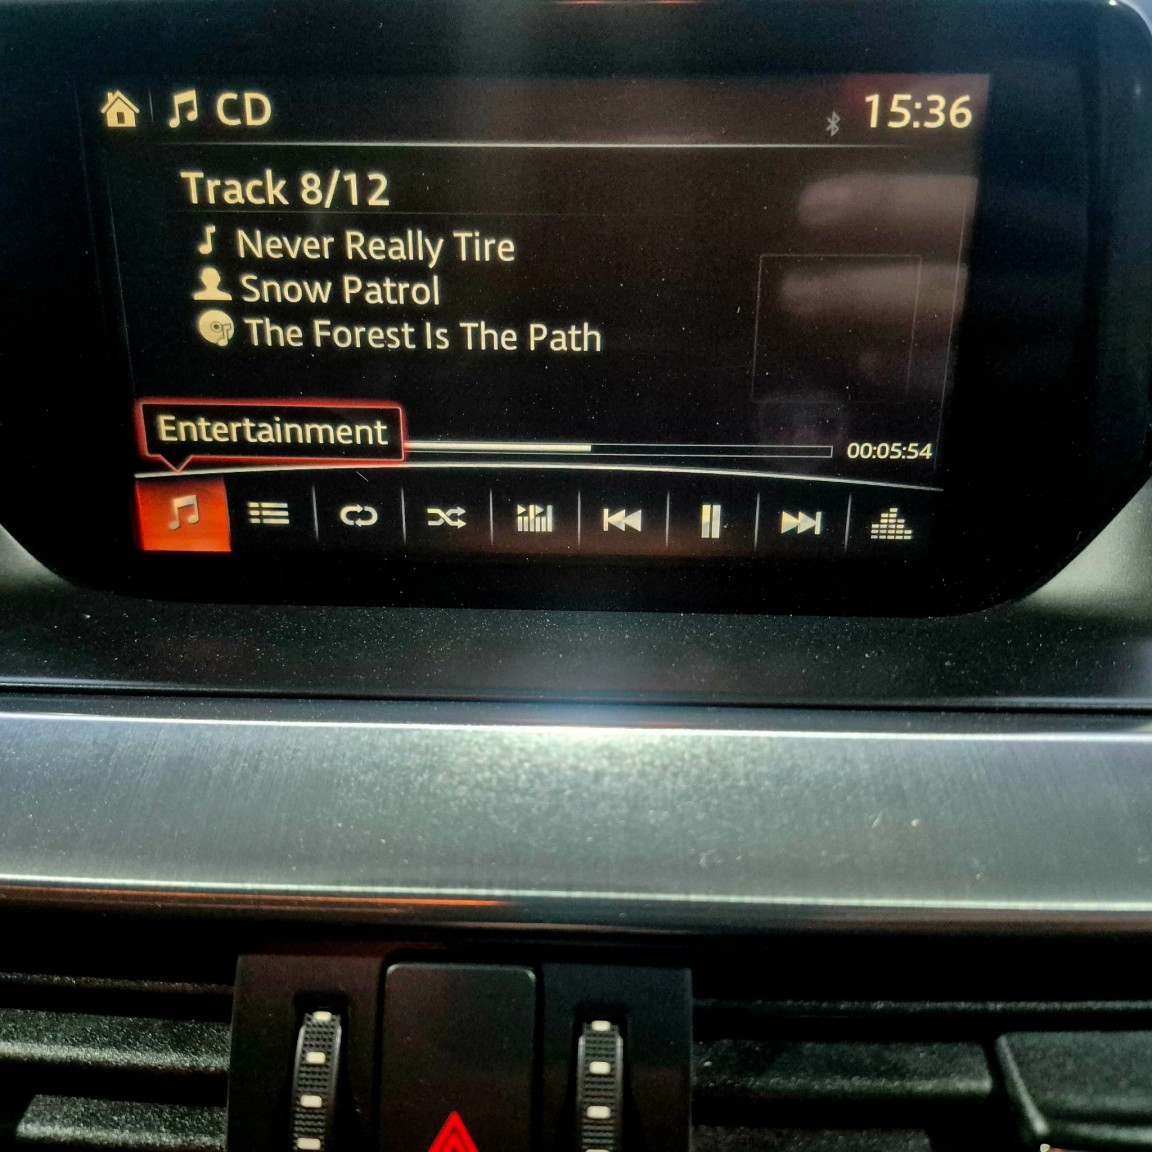 CD
15:36
Track 8/12
Never Really Tire
Snow Patrol
The Forest Is The Path
Entertainment
00:05:54